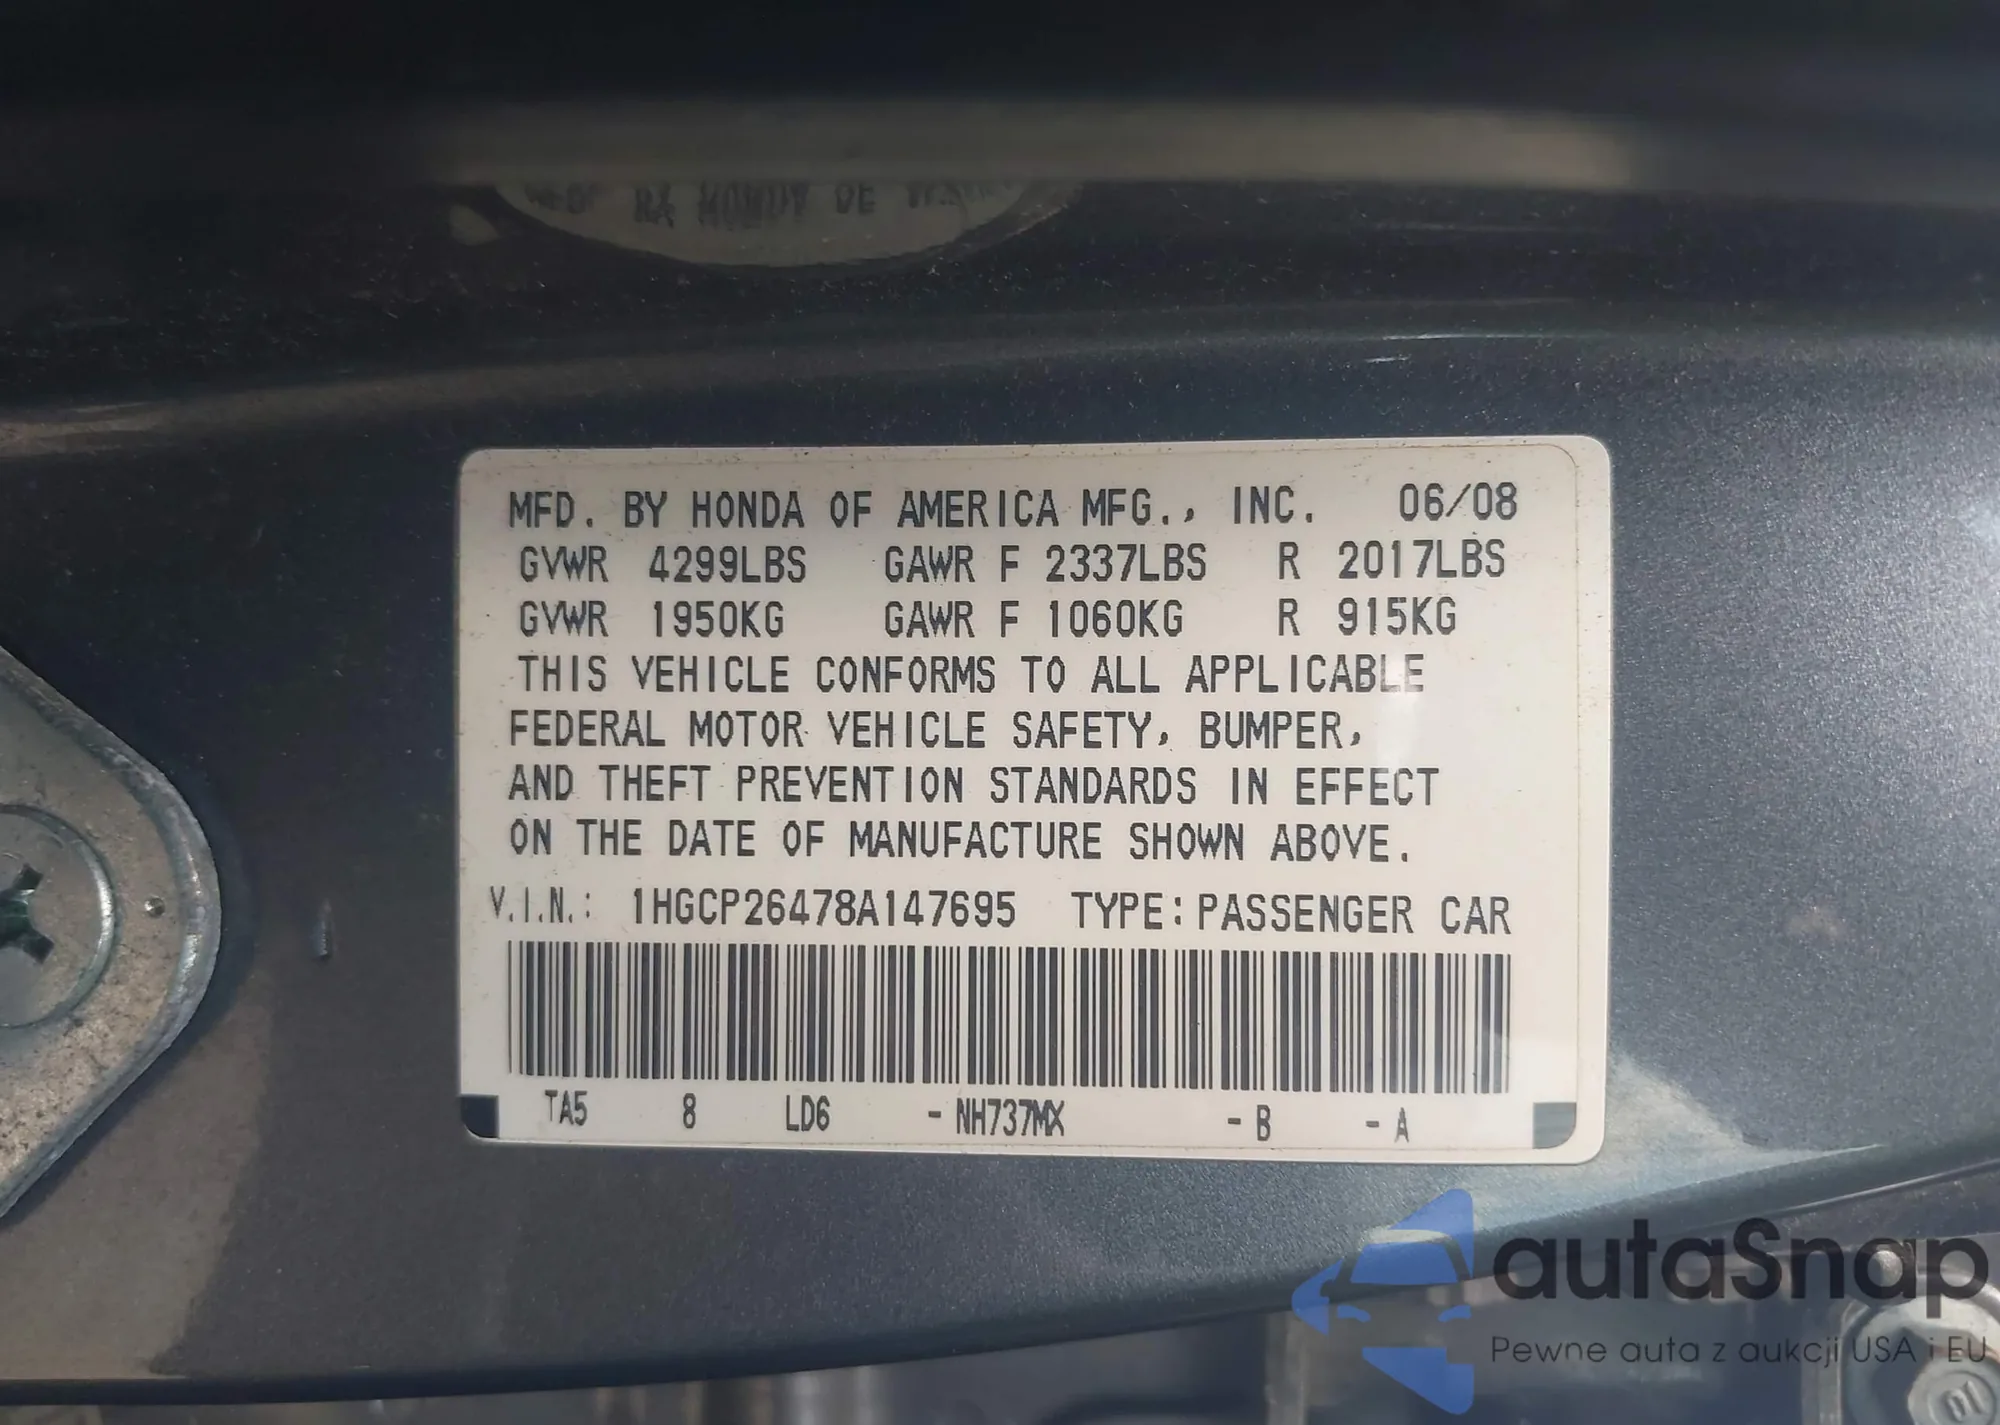 MFD. BY HONDA OF AMERICA MFG., INC. 06/08
GVWR 4299LBS GAWR F 2337LBS R 2017LBS
GVWR 1950KG GAWR F 1060KG R 915KG
THIS VEHICLE CONFORMS TO ALL APPLICABLE
FEDERAL MOTOR VEHICLE SAFETY, BUMPER,
AND THEFT PREVENTION STANDARDS IN EFFECT
ON THE DATE OF MANUFACTURE SHOWN ABOVE.
V.I.N.: 1HGCP26478A147695 TYPE: PASSENGER CAR
TA5 8 LD6 - NH737MX - B - A
autaSnap
Pewne auta z aukcji USA i EU